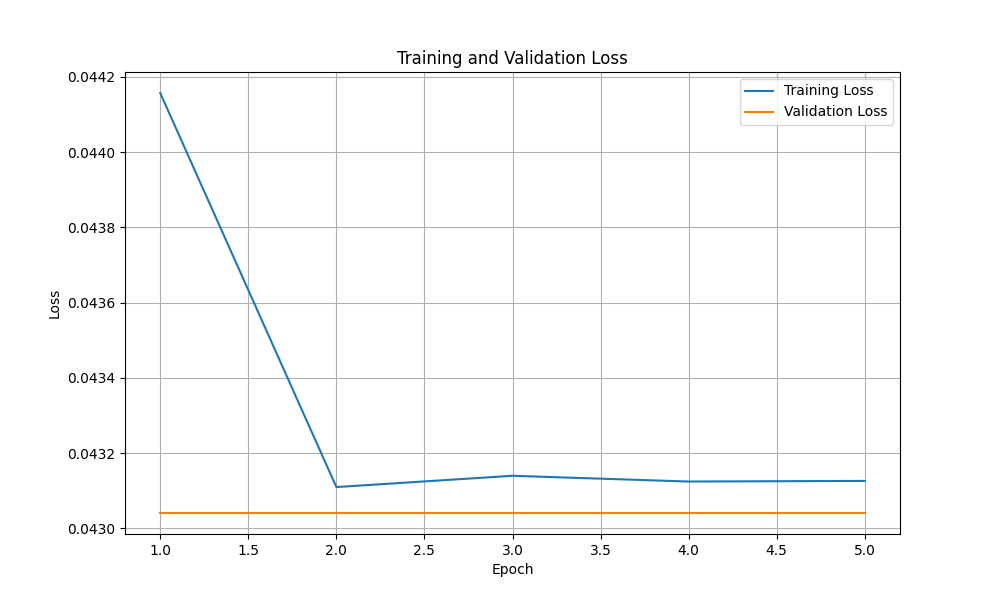 Training and Validation Loss
Training Loss
Validation Loss
Loss
0.0442
0.0440
0.0438
0.0436
0.0434
0.0432
0.0430
1.0 1.5 2.0 2.5 3.0 3.5 4.0 4.5 5.0
Epoch